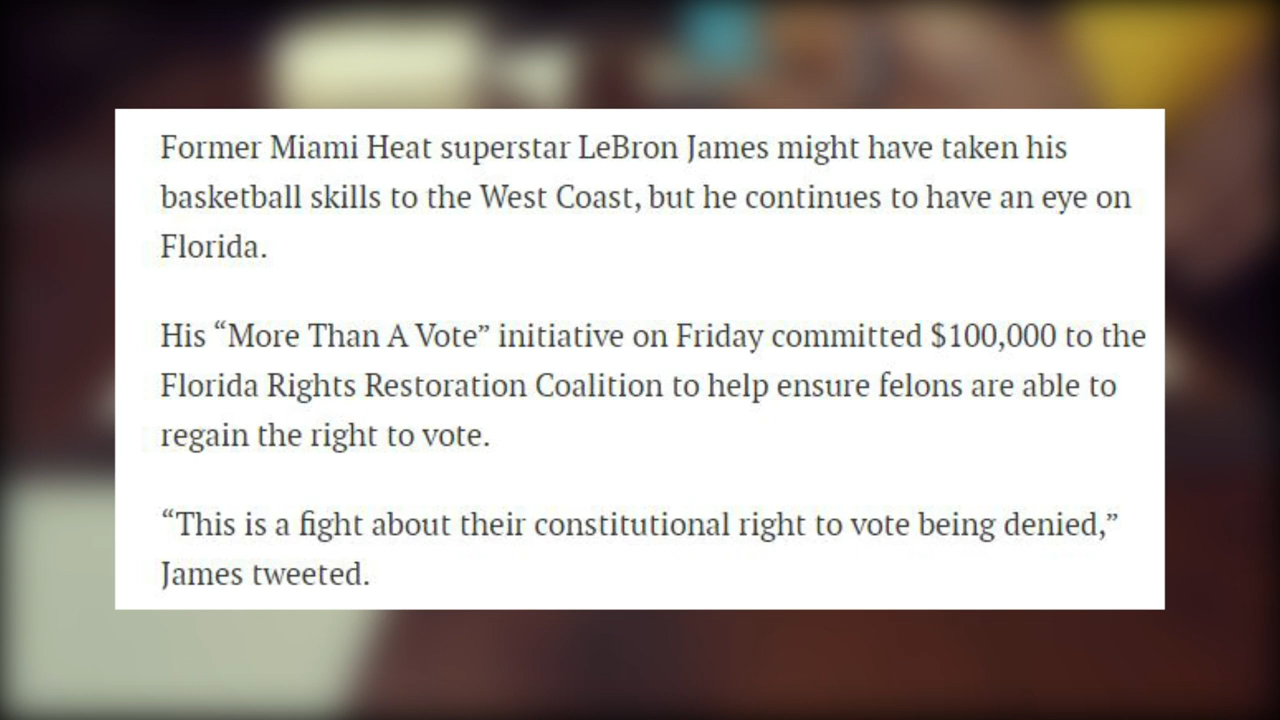 Former Miami Heat superstar LeBron James might have taken his
basketball skills to the West Coast, but he continues to have an eye on
Florida.
His “More Than A Vote” initiative on Friday committed $100,000 to the
Florida Rights Restoration Coalition to help ensure felons are able to
regain the right to vote.
“This is a fight about their constitutional right to vote being denied,”
James tweeted.